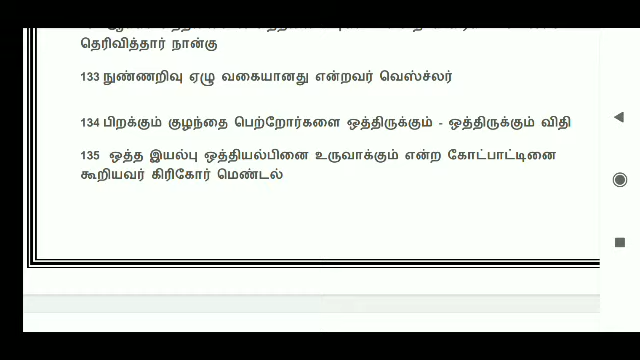 தெரிவித்தார் நான்கு
133 நுண்ணறிவு ஏழு வகையானது என்றவர் வெஸ்ச்லர்
134 பிறக்கும் குழந்தை பெற்றோர்களை ஒத்திருக்கும் - ஒத்திருக்கும் விதி
135 ஒத்த இயல்பு ஒத்தியல்பினை உருவாக்கும் என்ற கோட்பாட்டினை
கூறியவர் கிரிகோர் மெண்டல்